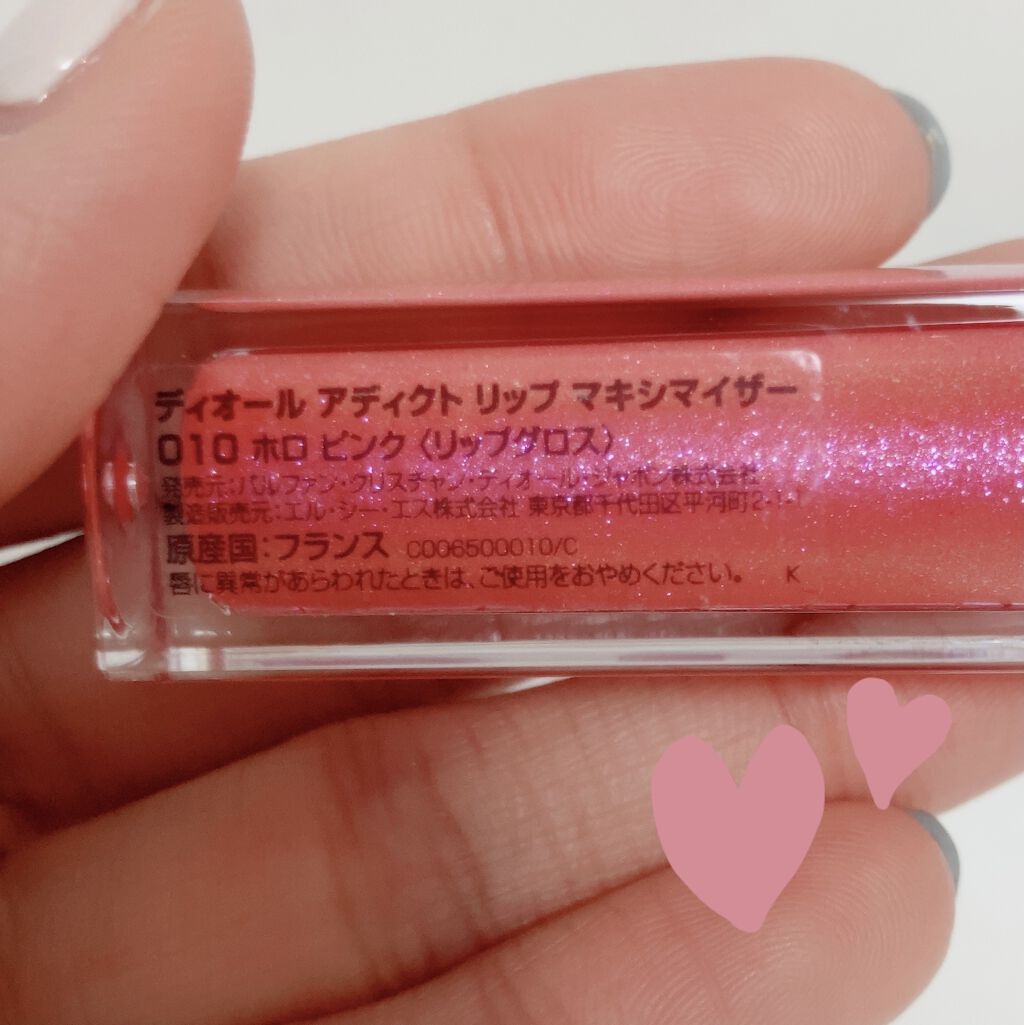 ディオール アディクト リップ マキシマイザー
010 ホロ ピンク〈リップグロス〉
発売元:パルファン・クリスチャン・ディオール・ジャポン株式会社
製造販売元:エル・シー・エス株式会社 東京都千代田区平河町2-1-1
原産国:フランス C006500010/C
唇に異常があらわれたときは、ご使用をおやめください。 K